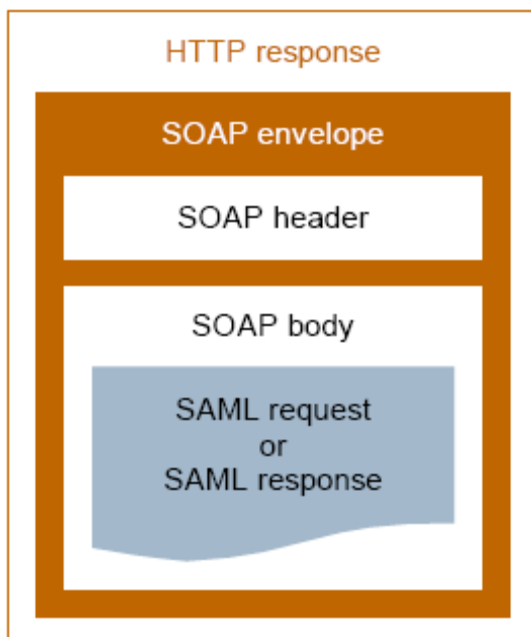 HTTP response
SOAP envelope
SOAP header
SOAP body
SAML request
or
SAML response